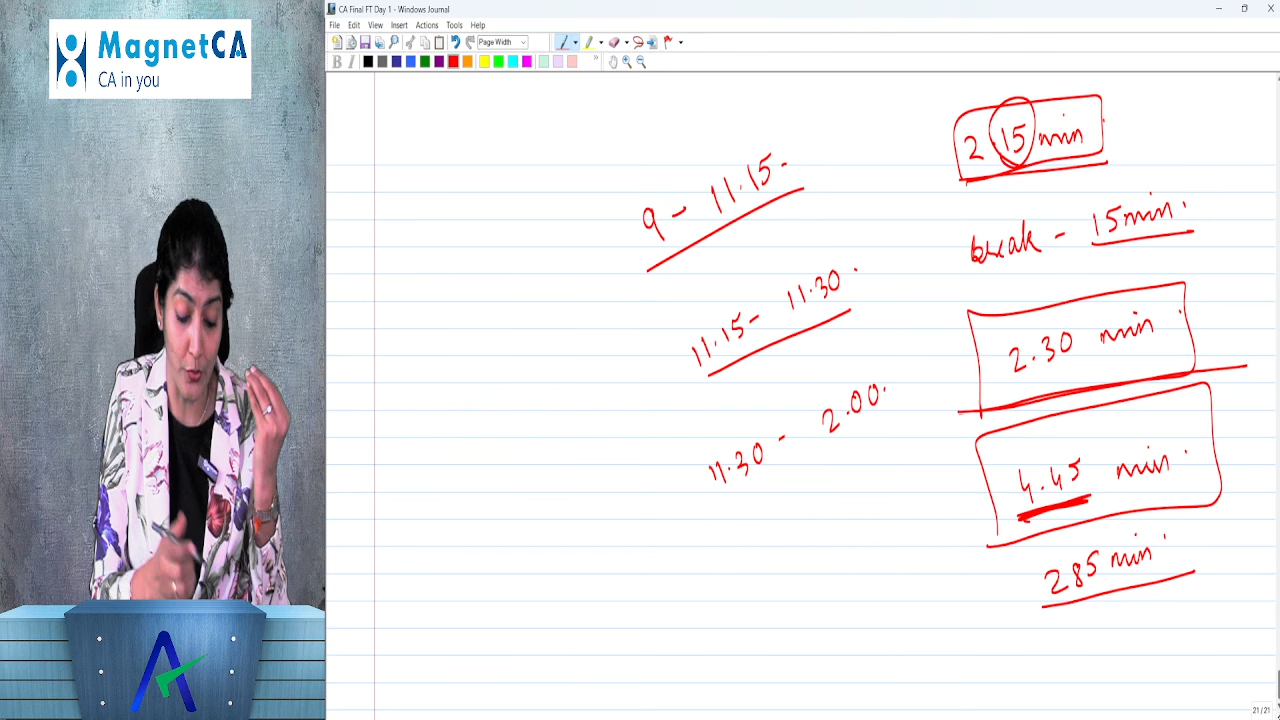 MagnetCA
CA in you
CA Final FT Day 1 - Windows Journal
File Edit View Insert Actions Tools Help
Page Width
B I
2.15 min
9 - 11.15.
break - 15 min.
11.15 - 11.30.
2.30 min
11.30 - 2.00.
4.45 min.
285 min.
21/21